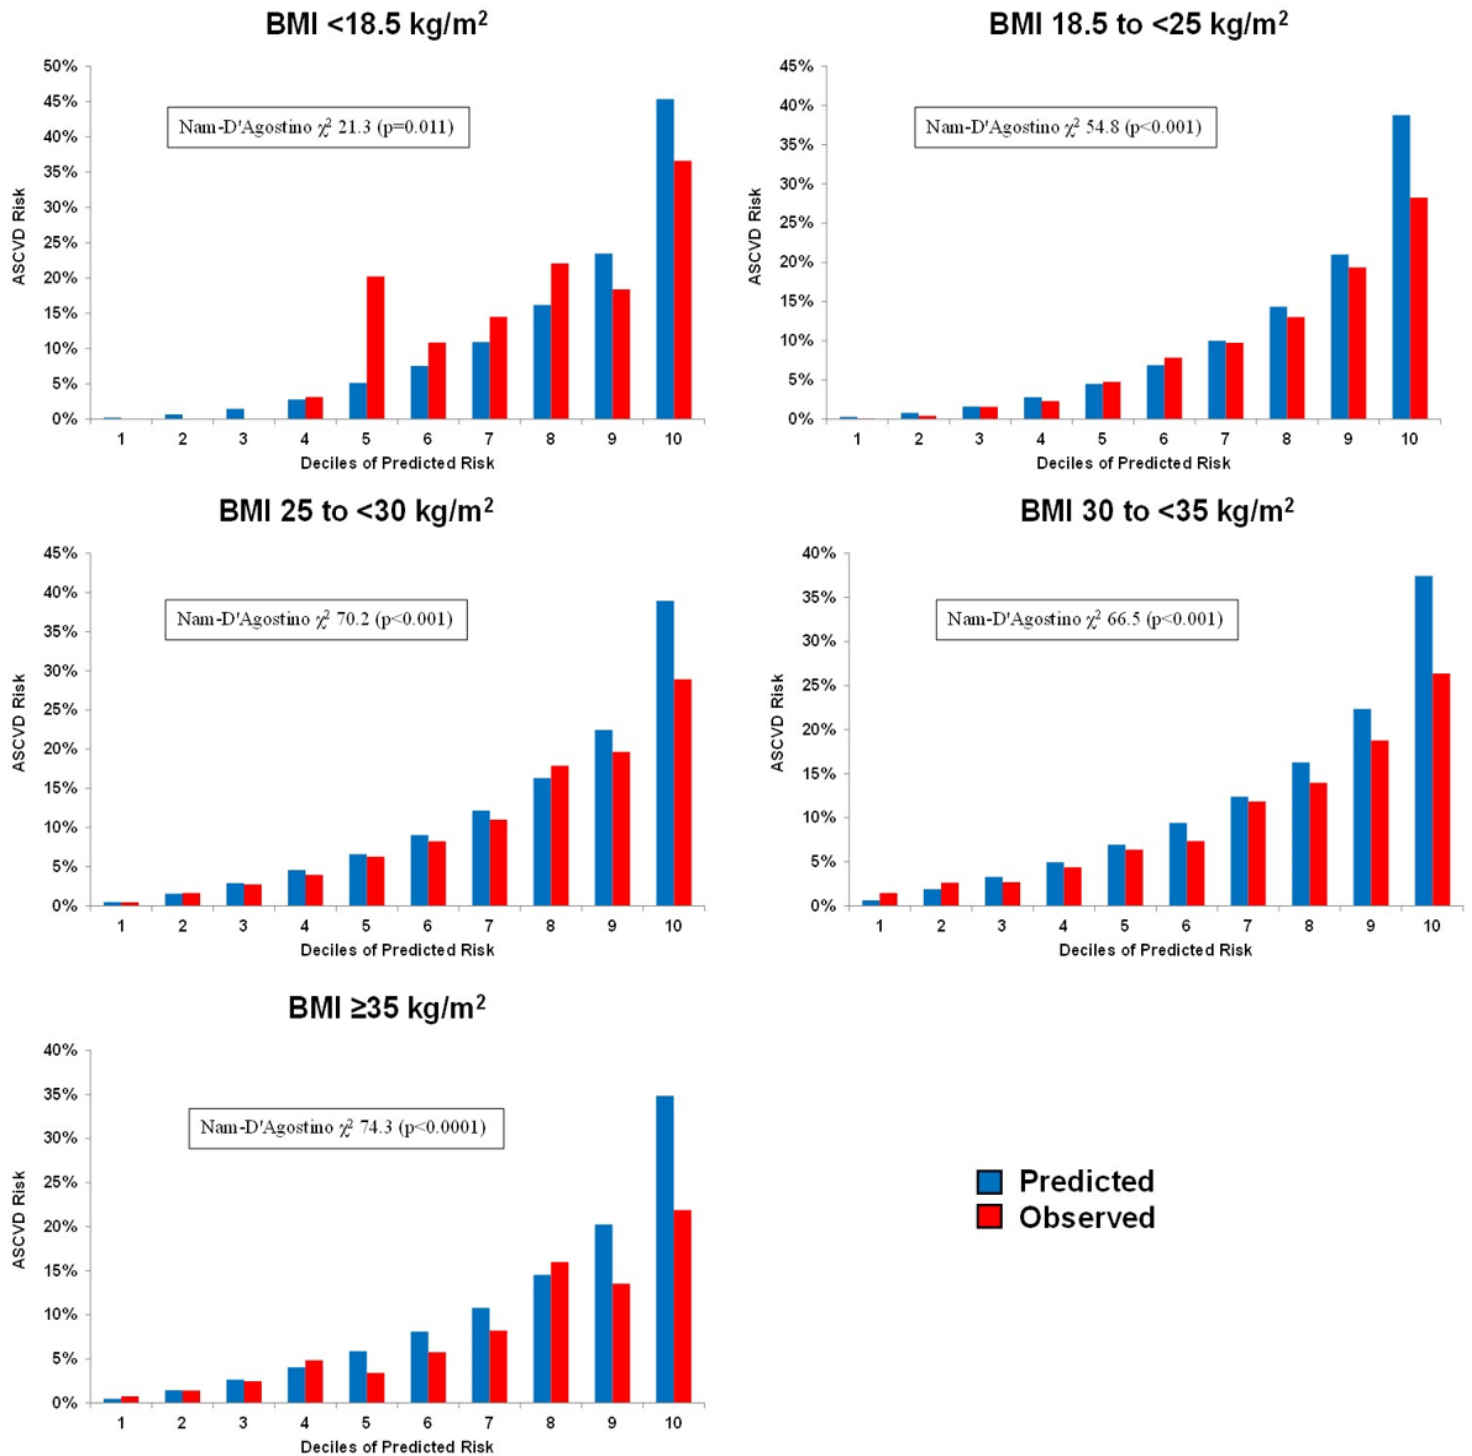 BMI <18.5 kg/m²
50%
45%
40%
35%
30%
25%
20%
15%
10%
5%
0%
ASCVD Risk
Nam-D'Agostino χ² 21.3 (p=0.011)
1 2 3 4 5 6 7 8 9 10
Deciles of Predicted Risk
BMI 18.5 to <25 kg/m²
45%
40%
35%
30%
25%
20%
15%
10%
5%
0%
ASCVD Risk
Nam-D'Agostino χ² 54.8 (p<0.001)
1 2 3 4 5 6 7 8 9 10
Deciles of Predicted Risk
BMI 25 to <30 kg/m²
45%
40%
35%
30%
25%
20%
15%
10%
5%
0%
ASCVD Risk
Nam-D'Agostino χ² 70.2 (p<0.001)
1 2 3 4 5 6 7 8 9 10
Deciles of Predicted Risk
BMI 30 to <35 kg/m²
40%
35%
30%
25%
20%
15%
10%
5%
0%
ASCVD Risk
Nam-D'Agostino χ² 66.5 (p<0.001)
1 2 3 4 5 6 7 8 9 10
Deciles of Predicted Risk
BMI ≥35 kg/m²
40%
35%
30%
25%
20%
15%
10%
5%
0%
ASCVD Risk
Nam-D'Agostino χ² 74.3 (p<0.0001)
1 2 3 4 5 6 7 8 9 10
Deciles of Predicted Risk
Predicted
Observed